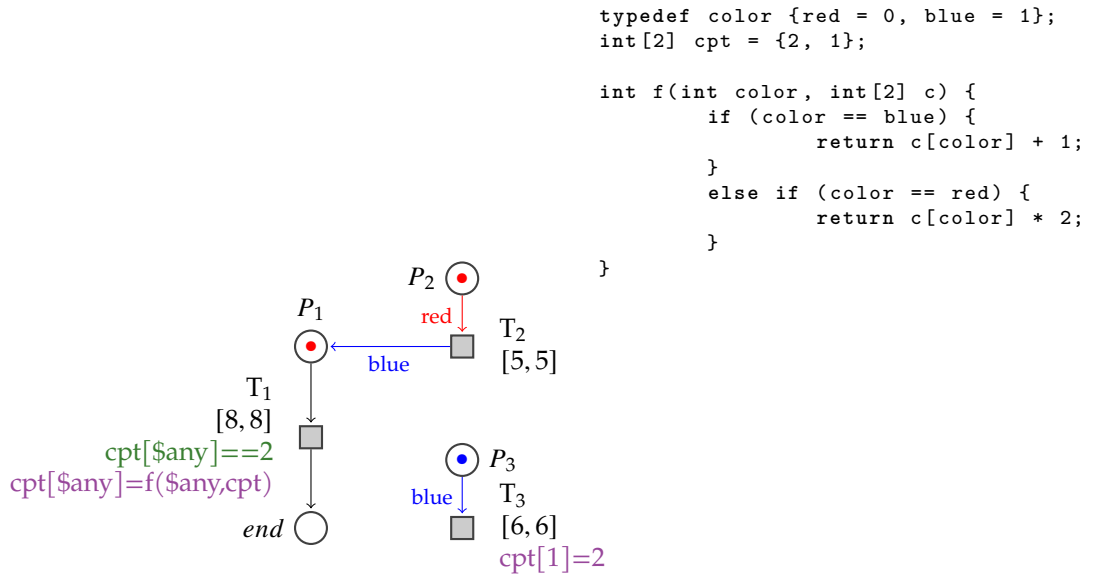 typedef color {red = 0, blue = 1};
int[2] cpt = {2, 1};
int f(int color, int[2] c) {
if (color == blue) {
return c[color] + 1;
}
else if (color == red) {
return c[color] * 2;
}
}
P2
P1
red
T2
[5,5]
blue
T1
[8,8]
cpt[$any]==2
cpt[$any]=f($any,cpt)
P3
blue
T3
[6,6]
cpt[1]=2
end